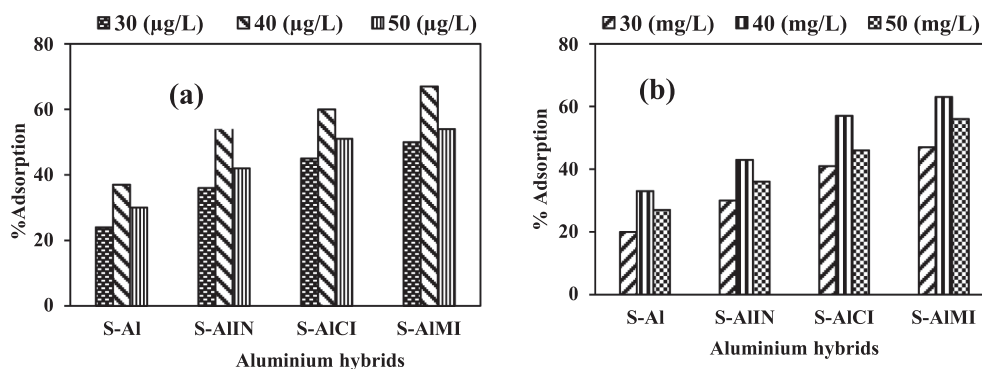 30 (µg/L) 40 (µg/L) 50 (µg/L)
80
60
40
20
0
%Adsorption
(a)
S-Al S-AlIN S-AlCI S-AlMI
Aluminium hybrids
30 (mg/L) 40 (mg/L) 50 (mg/L)
80
60
40
20
0
% Adsorption
(b)
S-Al S-AlIN S-AlCI S-AlMI
Aluminium hybrids